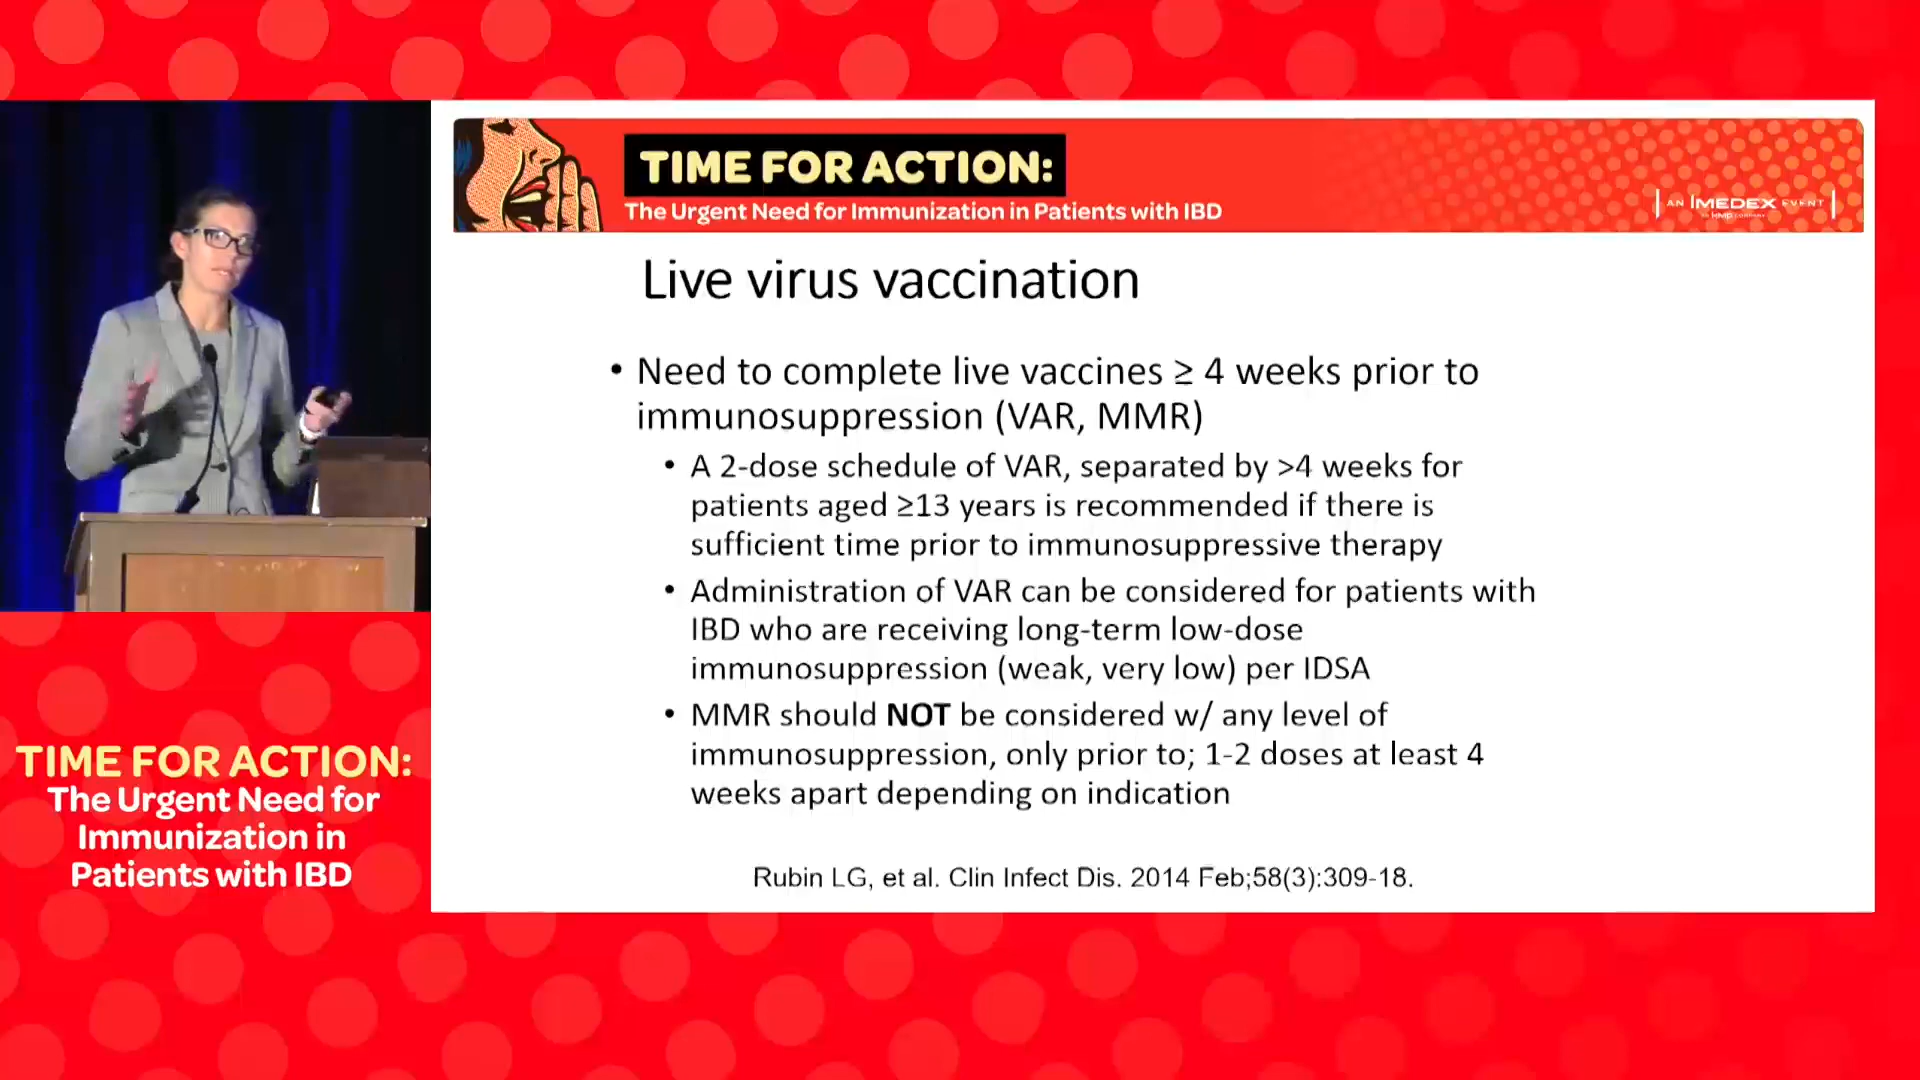 TIME FOR ACTION:
The Urgent Need for Immunization in Patients with IBD
AN IMEDEX EVENT
AN HMP COMPANY
Live virus vaccination
• Need to complete live vaccines ≥ 4 weeks prior to
immunosuppression (VAR, MMR)
• A 2-dose schedule of VAR, separated by >4 weeks for
patients aged ≥13 years is recommended if there is
sufficient time prior to immunosuppressive therapy
• Administration of VAR can be considered for patients with
IBD who are receiving long-term low-dose
immunosuppression (weak, very low) per IDSA
• MMR should NOT be considered w/ any level of
immunosuppression, only prior to; 1-2 doses at least 4
weeks apart depending on indication
Rubin LG, et al. Clin Infect Dis. 2014 Feb;58(3):309-18.
TIME FOR ACTION:
The Urgent Need for
Immunization in
Patients with IBD